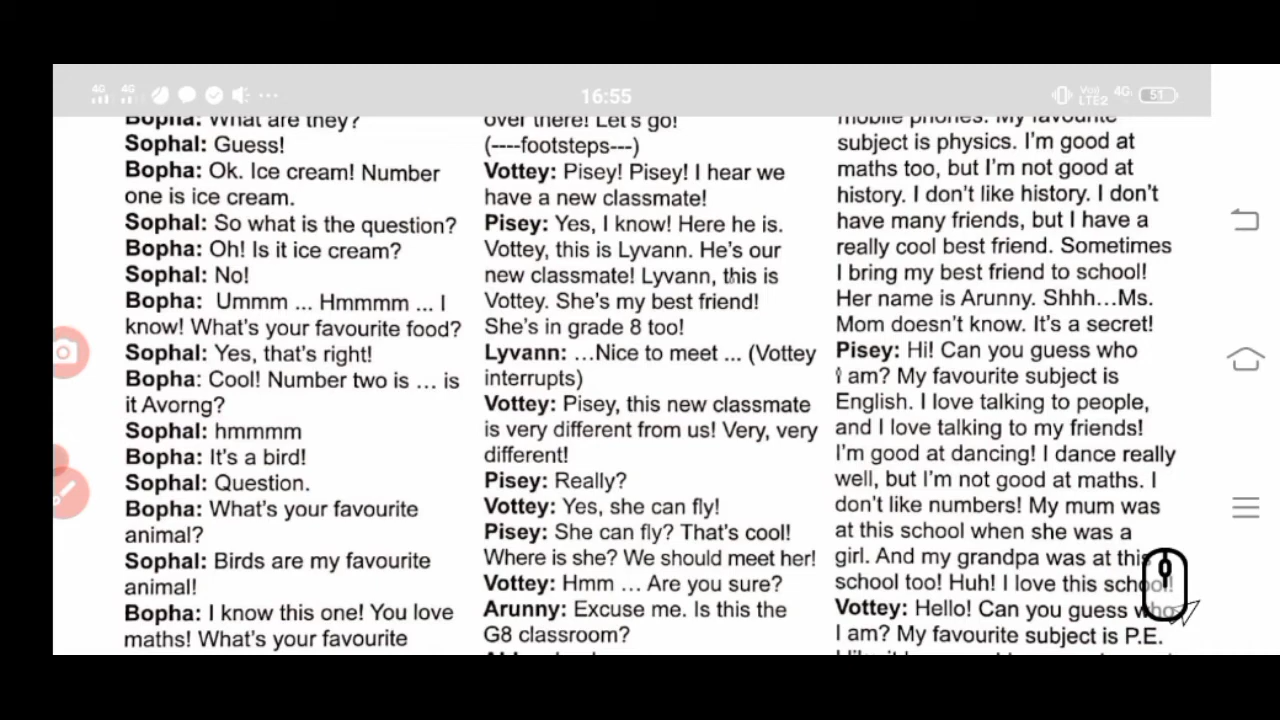 4G 4G 16:55 Vo) LTE2 4G 51
Bopha: What are they?
Sophal: Guess!
Bopha: Ok. Ice cream! Number
one is ice cream.
Sophal: So what is the question?
Bopha: Oh! Is it ice cream?
Sophal: No!
Bopha: Ummm ... Hmmmm ... I
know! What's your favourite food?
Sophal: Yes, that's right!
Bopha: Cool! Number two is ... is
it Avorng?
Sophal: hmmmm
Bopha: It's a bird!
Sophal: Question.
Bopha: What's your favourite
animal?
Sophal: Birds are my favourite
animal!
Bopha: I know this one! You love
maths! What's your favourite
over there! Let's go!
(----footsteps---)
Vottey: Pisey! Pisey! I hear we
have a new classmate!
Pisey: Yes, I know! Here he is.
Vottey, this is Lyvann. He's our
new classmate! Lyvann, this is
Vottey. She's my best friend!
She's in grade 8 too!
Lyvann: ...Nice to meet ... (Vottey
interrupts)
Vottey: Pisey, this new classmate
is very different from us! Very, very
different!
Pisey: Really?
Vottey: Yes, she can fly!
Pisey: She can fly? That's cool!
Where is she? We should meet her!
Vottey: Hmm ... Are you sure?
Arunny: Excuse me. Is this the
G8 classroom?
mobile phones. My favourite
subject is physics. I'm good at
maths too, but I'm not good at
history. I don't like history. I don't
have many friends, but I have a
really cool best friend. Sometimes
I bring my best friend to school!
Her name is Arunny. Shhh...Ms.
Mom doesn't know. It's a secret!
Pisey: Hi! Can you guess who
I am? My favourite subject is
English. I love talking to people,
and I love talking to my friends!
I'm good at dancing! I dance really
well, but I'm not good at maths. I
don't like numbers! My mum was
at this school when she was a
girl. And my grandpa was at this
school too! Huh! I love this school!
Vottey: Hello! Can you guess who
I am? My favourite subject is P.E.